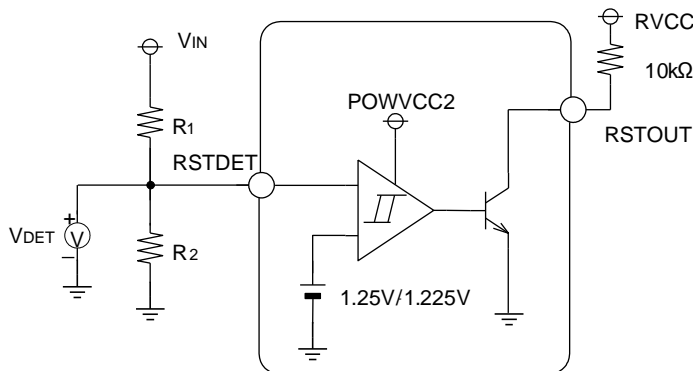 VIN
RVCC
10kΩ
POWVCC2
R1
RSTDET
RSTOUT
+
VDET
V
−
R2
1.25V/1.225V